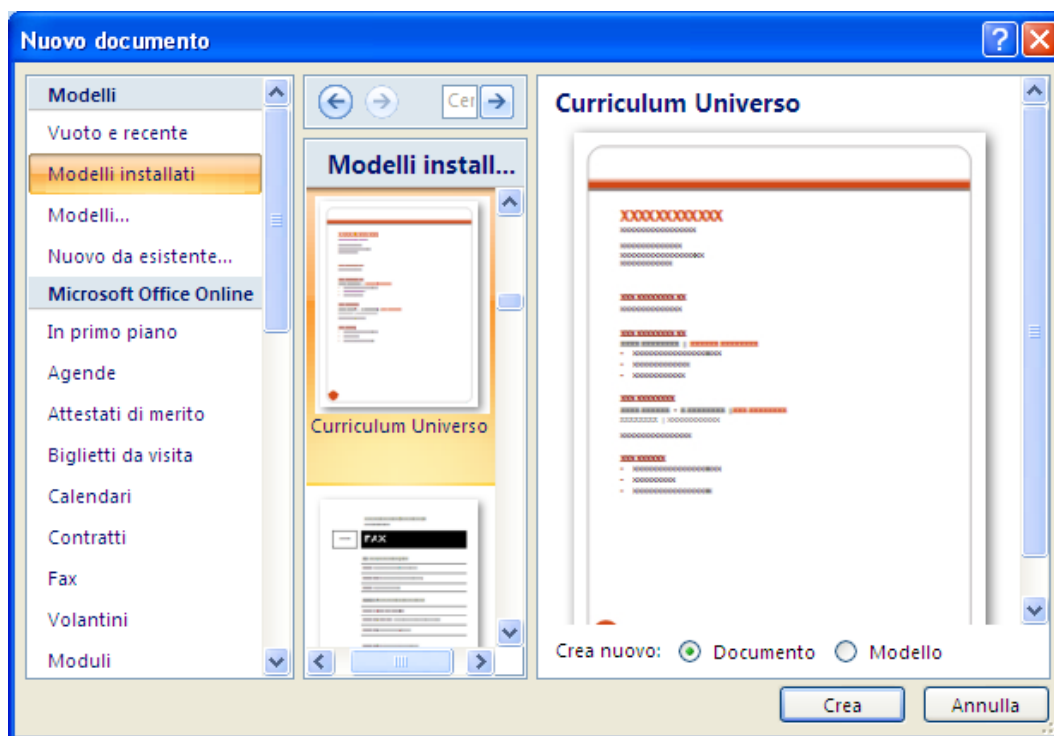 Nuovo documento
Modelli
Vuoto e recente
Modelli installati
Modelli...
Nuovo da esistente...
Microsoft Office Online
In primo piano
Agende
Attestati di merito
Biglietti da visita
Calendari
Contratti
Fax
Volantini
Moduli
Cer
Modelli install...
Curriculum Universo
FAX
Curriculum Universo
XXXXXXXXXXXX
Crea nuovo: Documento Modello
Crea Annulla